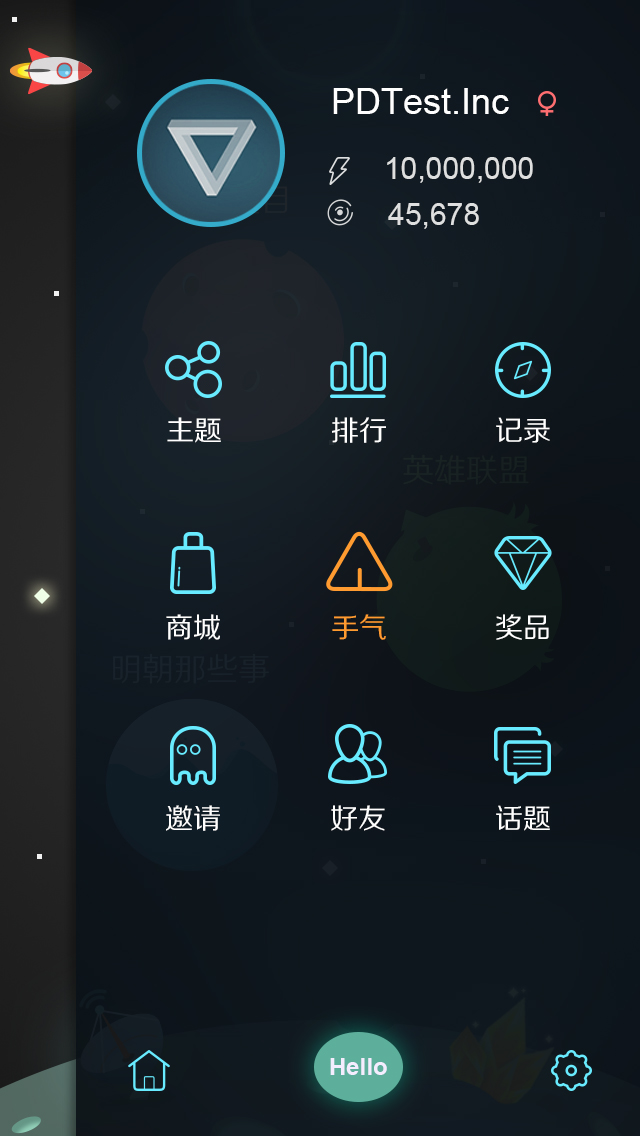 PDTest.Inc
10,000,000
45,678
主题
排行
记录
英雄联盟
商城
手气
奖品
明朝那些事
邀请
好友
话题
Hello